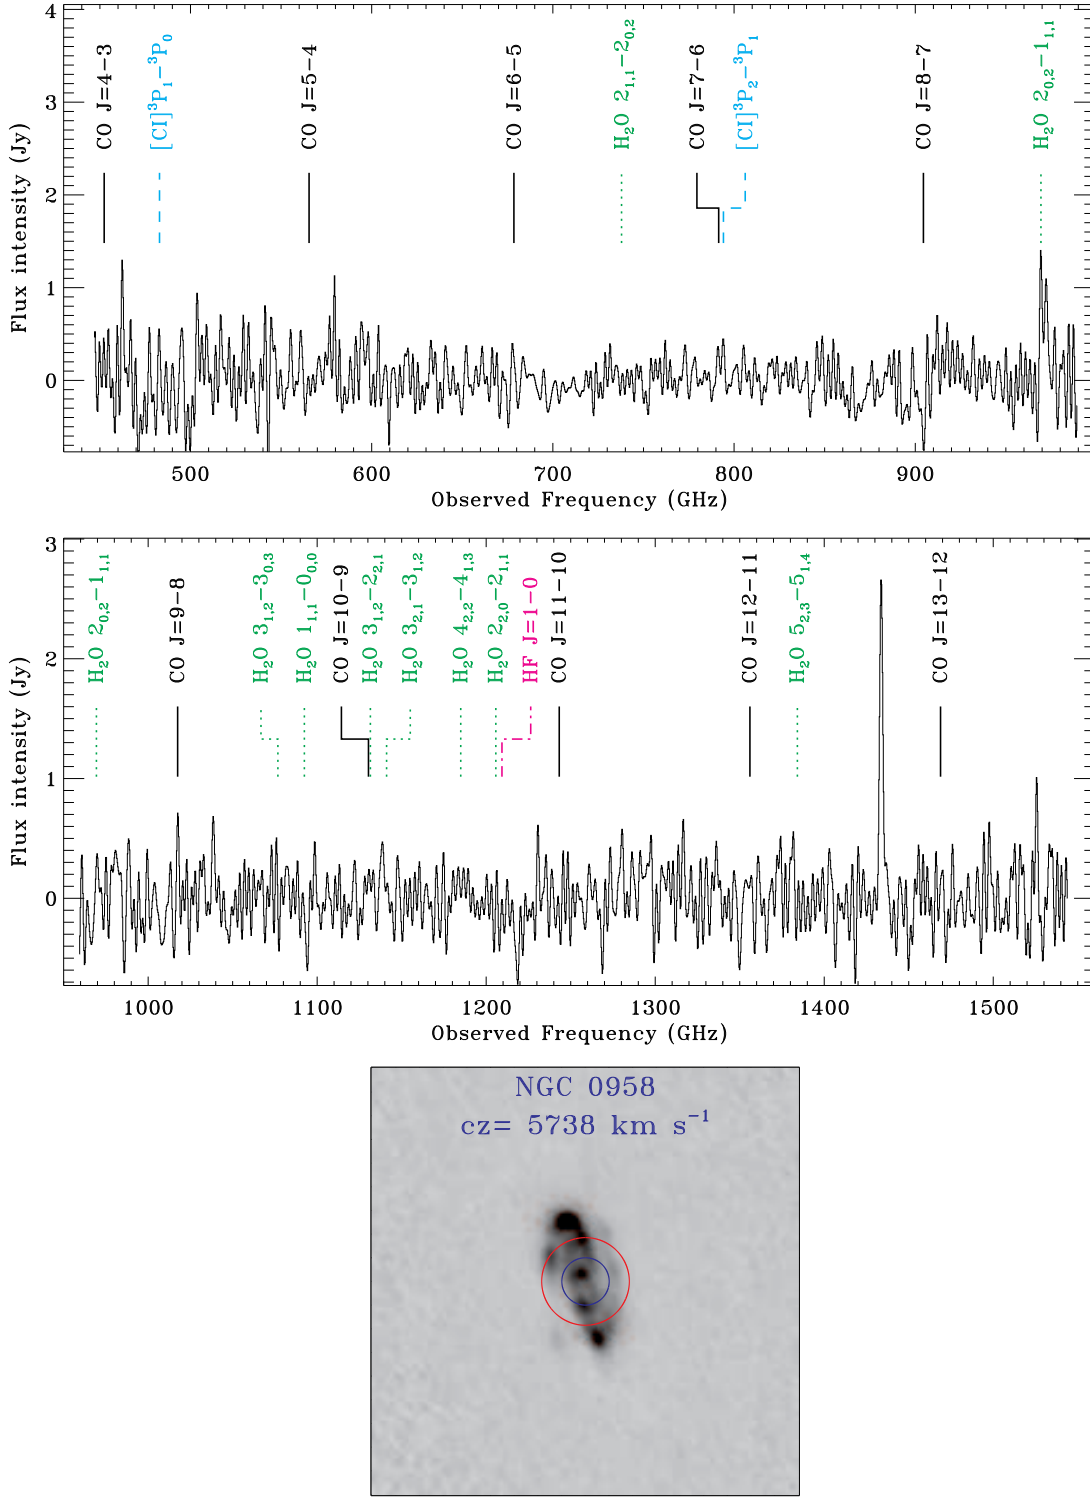 4
3
2
1
0
Flux intensity (Jy)
CO J=4−3
[CI]³P₁−³P₀
CO J=5−4
CO J=6−5
H₂O 2₁,₁−2₀,₂
CO J=7−6
[CI]³P₂−³P₁
CO J=8−7
H₂O 2₀,₂−1₁,₁
500 600 700 800 900
Observed Frequency (GHz)
3
2
1
0
Flux intensity (Jy)
H₂O 2₀,₂−1₁,₁
CO J=9−8
H₂O 3₁,₂−3₀,₃
H₂O 1₁,₁−0₀,₀
CO J=10−9
H₂O 3₁,₂−2₂,₁
H₂O 3₂,₁−3₁,₂
H₂O 4₂,₂−4₁,₃
H₂O 2₂,₀−2₁,₁
HF J=1−0
CO J=11−10
CO J=12−11
H₂O 5₂,₃−5₁,₄
CO J=13−12
1000 1100 1200 1300 1400 1500
Observed Frequency (GHz)
NGC 0958
cz= 5738 km s⁻¹